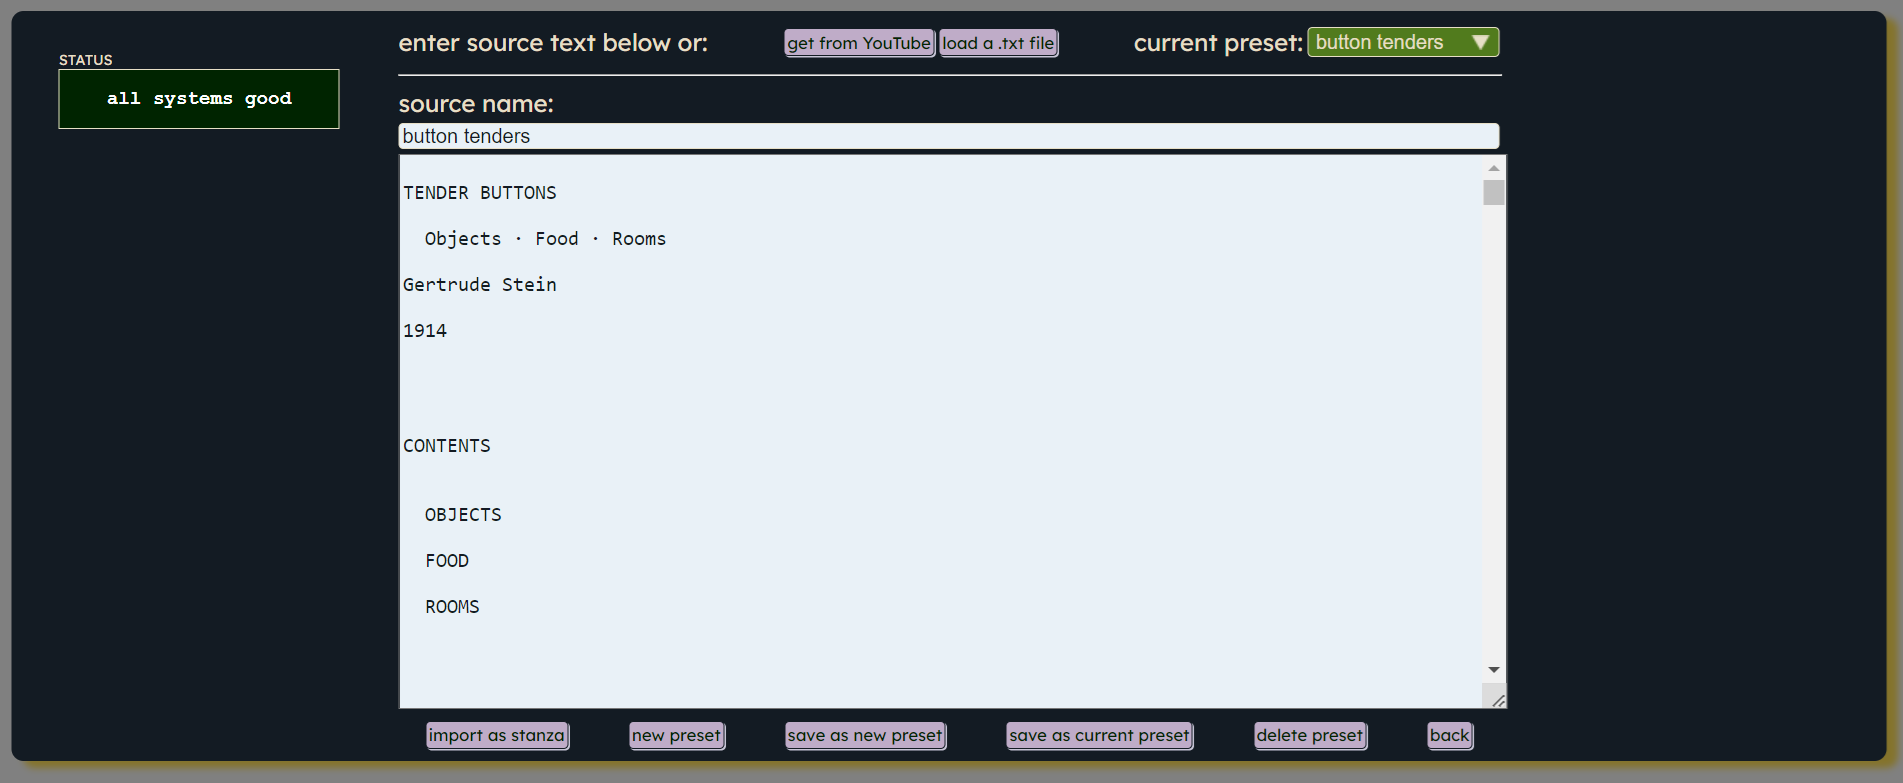 STATUS
all systems good
enter source text below or:
get from YouTube
load a .txt file
current preset:
button tenders
source name:
button tenders
TENDER BUTTONS
Objects · Food · Rooms
Gertrude Stein
1914
CONTENTS
OBJECTS
FOOD
ROOMS
import as stanza
new preset
save as new preset
save as current preset
delete preset
back